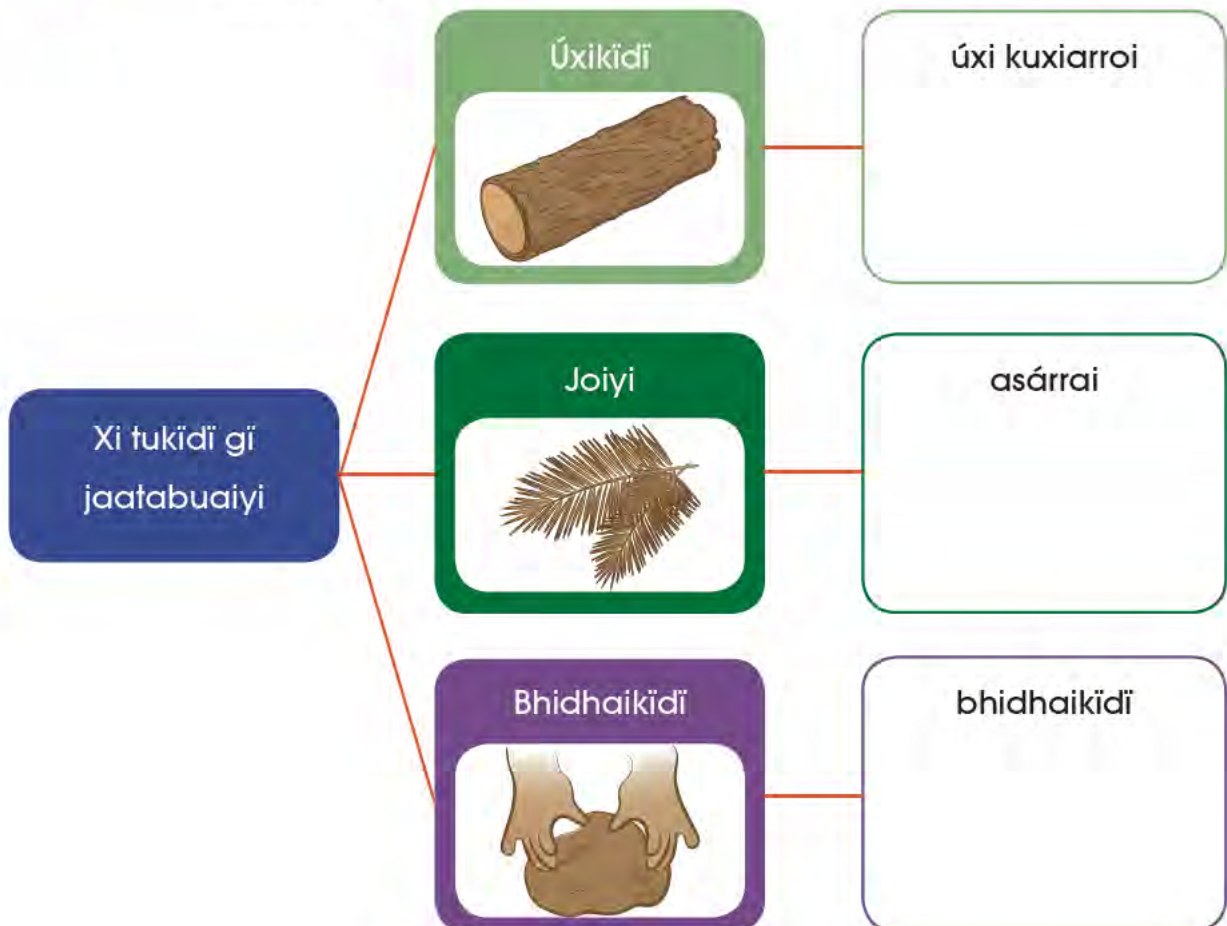 Úxikïdï
úxi kuxiarroi
Xi tukïdï gï
jaatabuaiyi
Joiyi
asárrai
Bhidhaikïdï
bhidhaikïdï